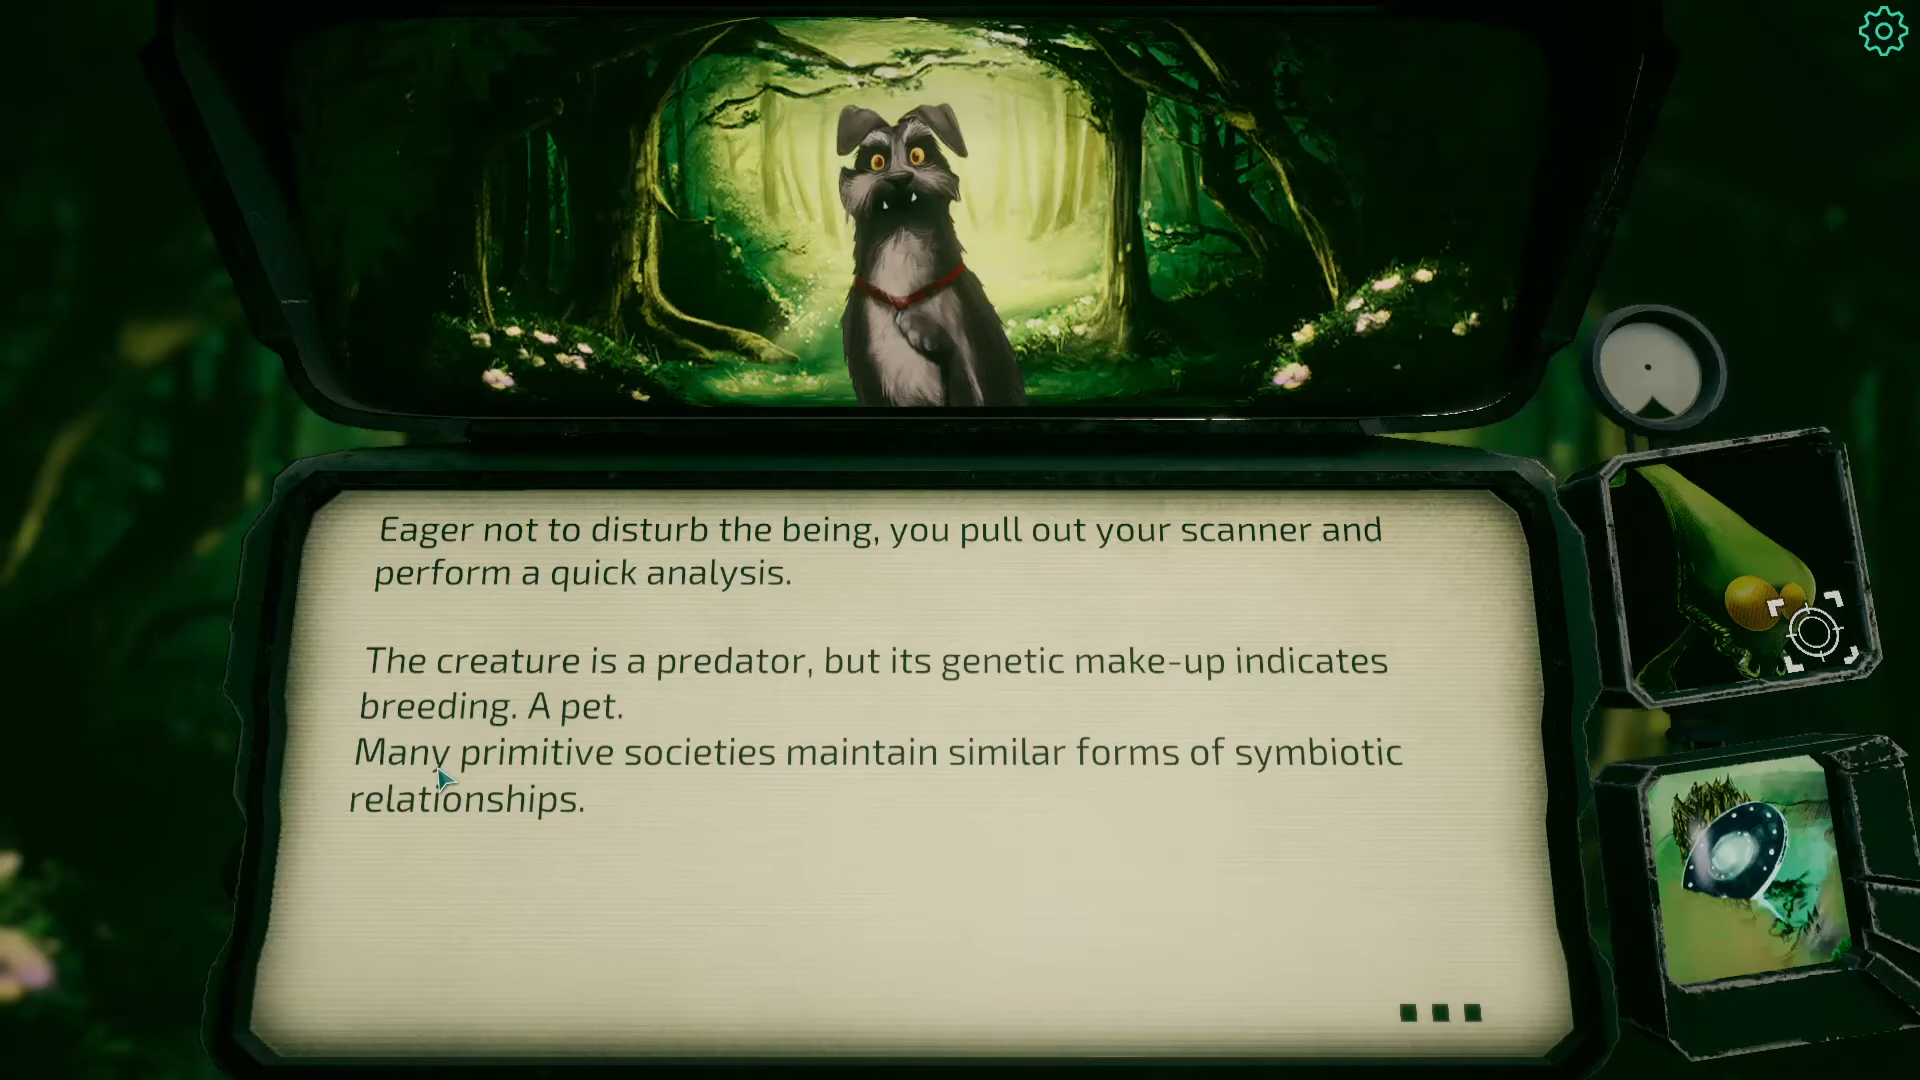 Eager not to disturb the being, you pull out your scanner and
perform a quick analysis.
The creature is a predator, but its genetic make-up indicates
breeding. A pet.
Many primitive societies maintain similar forms of symbiotic
relationships.